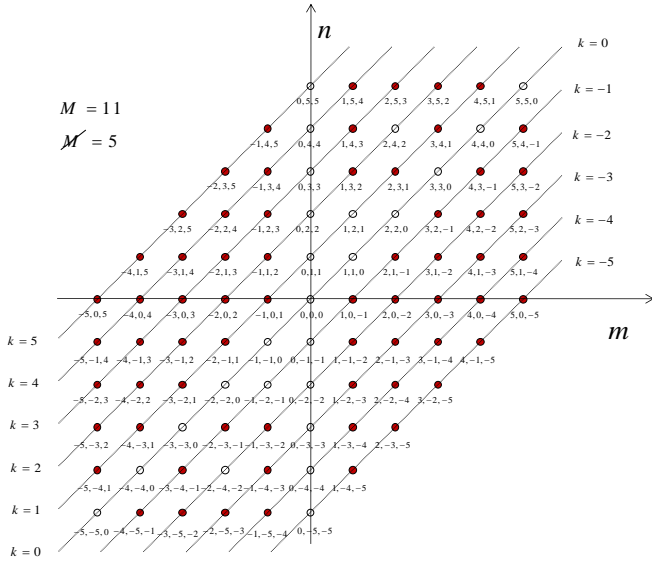 n
k = 0
k = −1
0,5,5 1,5,4 2,5,3 3,5,2 4,5,1 5,5,0
M = 11
M̸ = 5
k = −2
−1,4,5 0,4,4 1,4,3 2,4,2 3,4,1 4,4,0 5,4,−1
k = −3
−2,3,5 −1,3,4 0,3,3 1,3,2 2,3,1 3,3,0 4,3,−1 5,3,−2
k = −4
−3,2,5 −2,2,4 −1,2,3 0,2,2 1,2,1 2,2,0 3,2,−1 4,2,−2 5,2,−3
k = −5
−4,1,5 −3,1,4 −2,1,3 −1,1,2 0,1,1 1,1,0 2,1,−1 3,1,−2 4,1,−3 5,1,−4
−5,0,5 −4,0,4 −3,0,3 −2,0,2 −1,0,1 0,0,0 1,0,−1 2,0,−2 3,0,−3 4,0,−4 5,0,−5
m
k = 5
−5,−1,4 −4,−1,3 −3,−1,2 −2,−1,1 −1,−1,0 0,−1,−1 1,−1,−2 2,−1,−3 3,−1,−4 4,−1,−5
k = 4
−5,−2,3 −4,−2,2 −3,−2,1 −2,−2,0 −1,−2,−1 0,−2,−2 1,−2,−3 2,−2,−4 3,−2,−5
k = 3
−5,−3,2 −4,−3,1 −3,−3,0 −2,−3,−1 −1,−3,−2 0,−3,−3 1,−3,−4 2,−3,−5
k = 2
−5,−4,1 −4,−4,0 −3,−4,−1 −2,−4,−2 −1,−4,−3 0,−4,−4 1,−4,−5
k = 1
−5,−5,0 −4,−5,−1 −3,−5,−2 −2,−5,−3 −1,−5,−4 0,−5,−5
k = 0